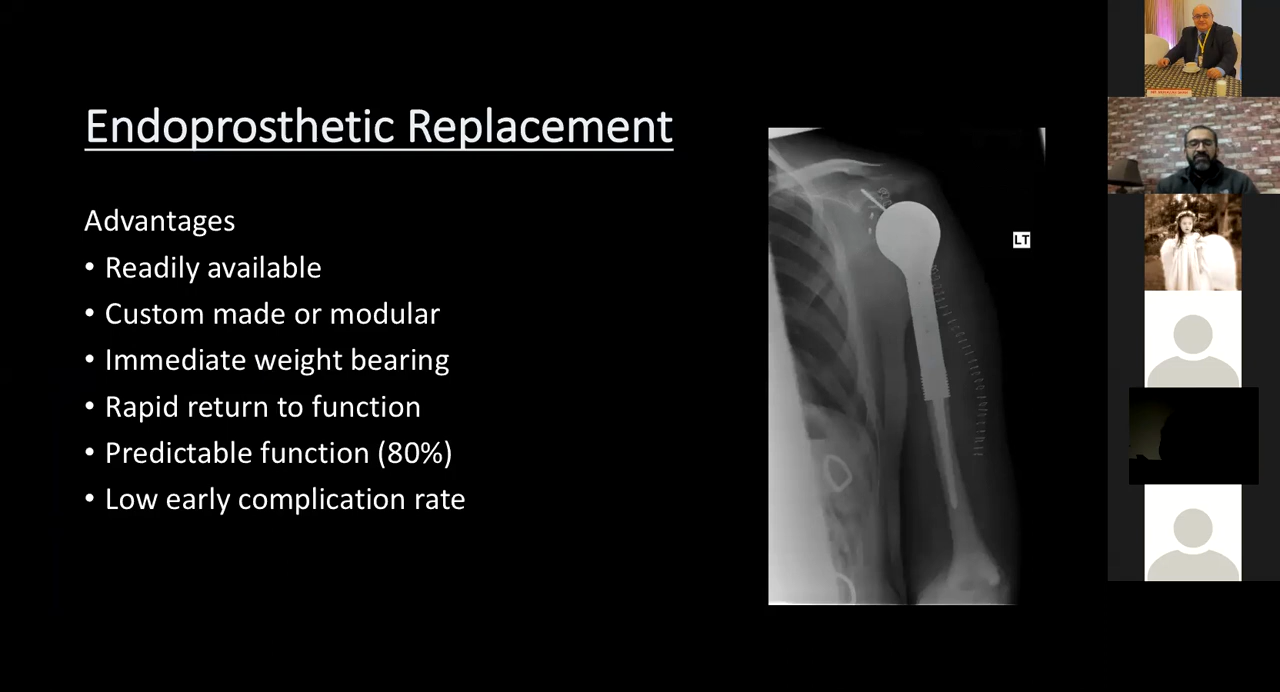 Endoprosthetic Replacement
Advantages
• Readily available
• Custom made or modular
• Immediate weight bearing
• Rapid return to function
• Predictable function (80%)
• Low early complication rate
LT